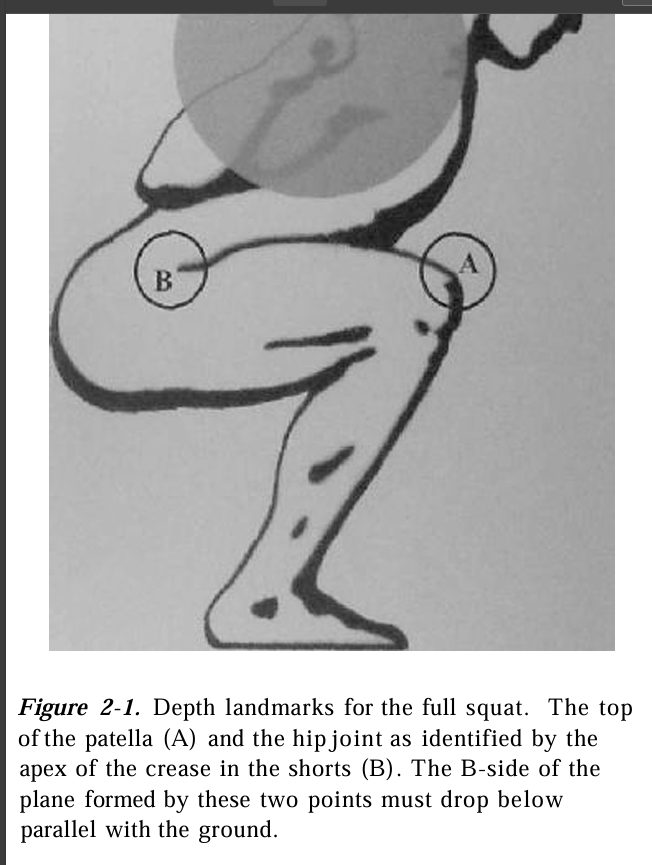 B
A
Figure 2-1. Depth landmarks for the full squat. The top
of the patella (A) and the hip joint as identified by the
apex of the crease in the shorts (B). The B-side of the
plane formed by these two points must drop below
parallel with the ground.